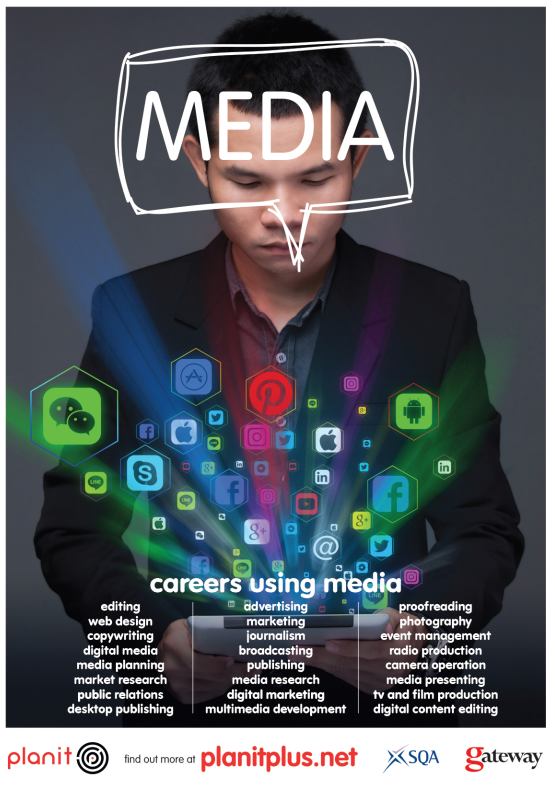 MEDIA
careers using media
editing
web design
copywriting
digital media
media planning
market research
public relations
desktop publishing
advertising
marketing
journalism
broadcasting
publishing
media research
digital marketing
multimedia development
proofreading
photography
event management
radio production
camera operation
media presenting
tv and film production
digital content editing
planit
find out more at planitplus.net
SQA
gateway